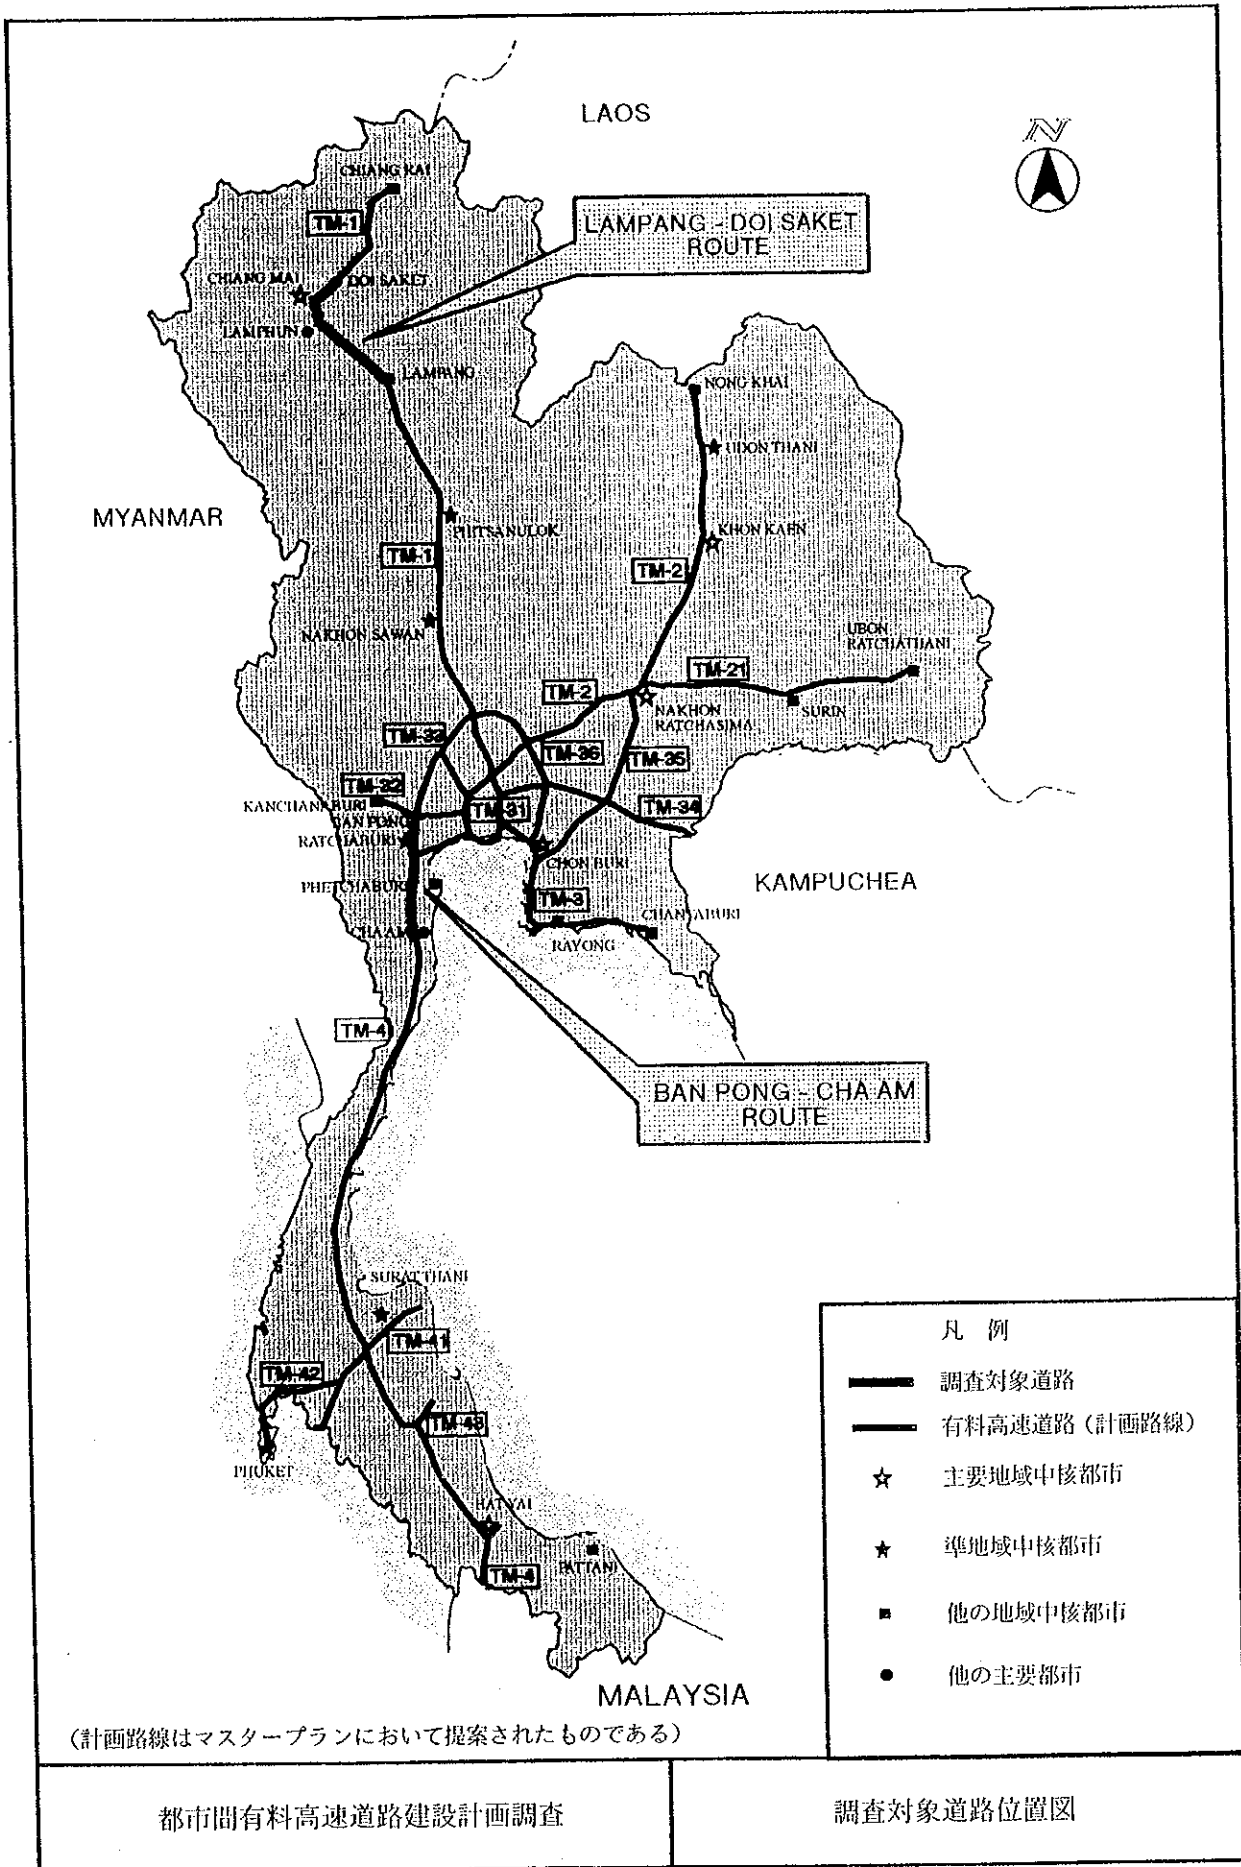 LAOS
N
CHIANG RAI
TM-1
LAMPANG - DOI SAKET
ROUTE
CHIANG MAI
DOI SAKET
LAMPHUN
LAMPANG
NONG KHAI
UDON THANI
MYANMAR
PHITSANULOK
KHON KAEN
TM-1
TM-2
NAKHON SAWAN
UBON
RATCHATHANI
TM-21
TM-2
NAKHON
RATCHASIMA
SURIN
TM-33
TM-36
TM-35
TM-32
KANCHANABURI
TM-31
TM-34
BAN PONG
RATCHABURI
CHON BURI
PHETCHABURI
KAMPUCHEA
TM-3
CHANTABURI
CHA AM
RAYONG
TM-4
BAN PONG - CHA AM
ROUTE
SURAT THANI
TM-41
TM-42
TM-43
PHUKET
HAT YAI
TM-4
PATTANI
MALAYSIA
凡 例
調査対象道路
有料高速道路（計画路線）
主要地域中核都市
準地域中核都市
他の地域中核都市
他の主要都市
（計画路線はマスタープランにおいて提案されたものである）
都市間有料高速道路建設計画調査
調査対象道路位置図